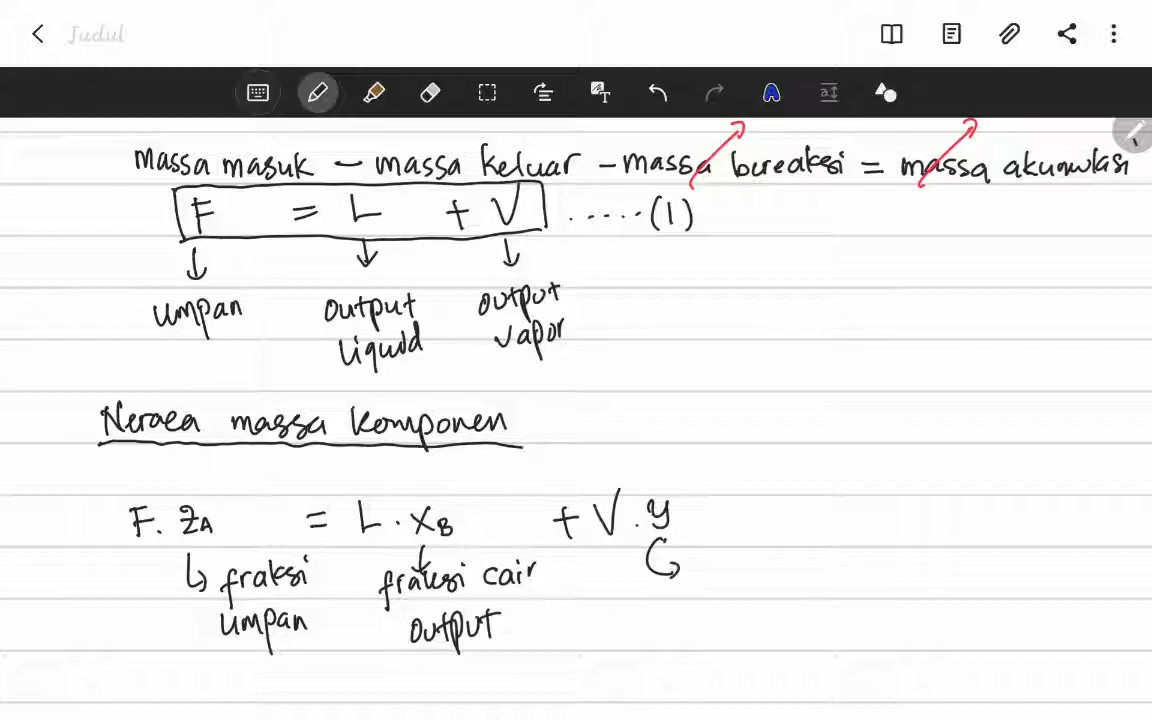 Judul
massa masuk - massa keluar - massa bereaksi = massa akumulasi
F = L + V .....(1)
↓ ↓ ↓
umpan output liquid output vapor
Neraca massa komponen
F. ZA = L. XB + V. y
↳ fraksi umpan ↓ fraksi cair output